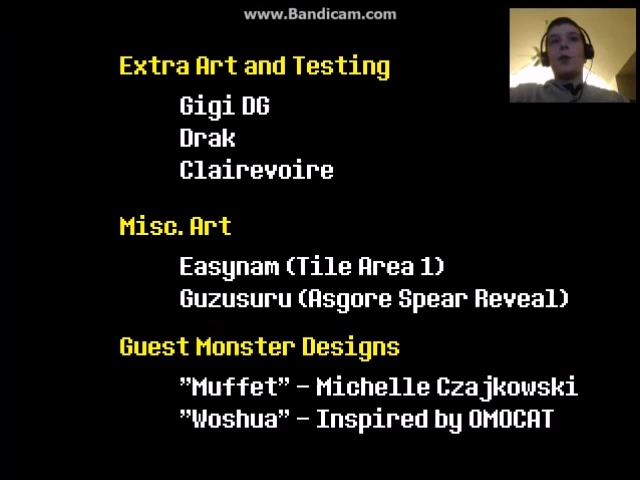 www.Bandicam.com
Extra Art and Testing
Gigi DG
Drak
Clairevoire
Misc. Art
Easynam (Tile Area 1)
Guzusuru (Asgore Spear Reveal)
Guest Monster Designs
"Muffet" - Michelle Czajkowski
"Woshua" - Inspired by OMOCAT